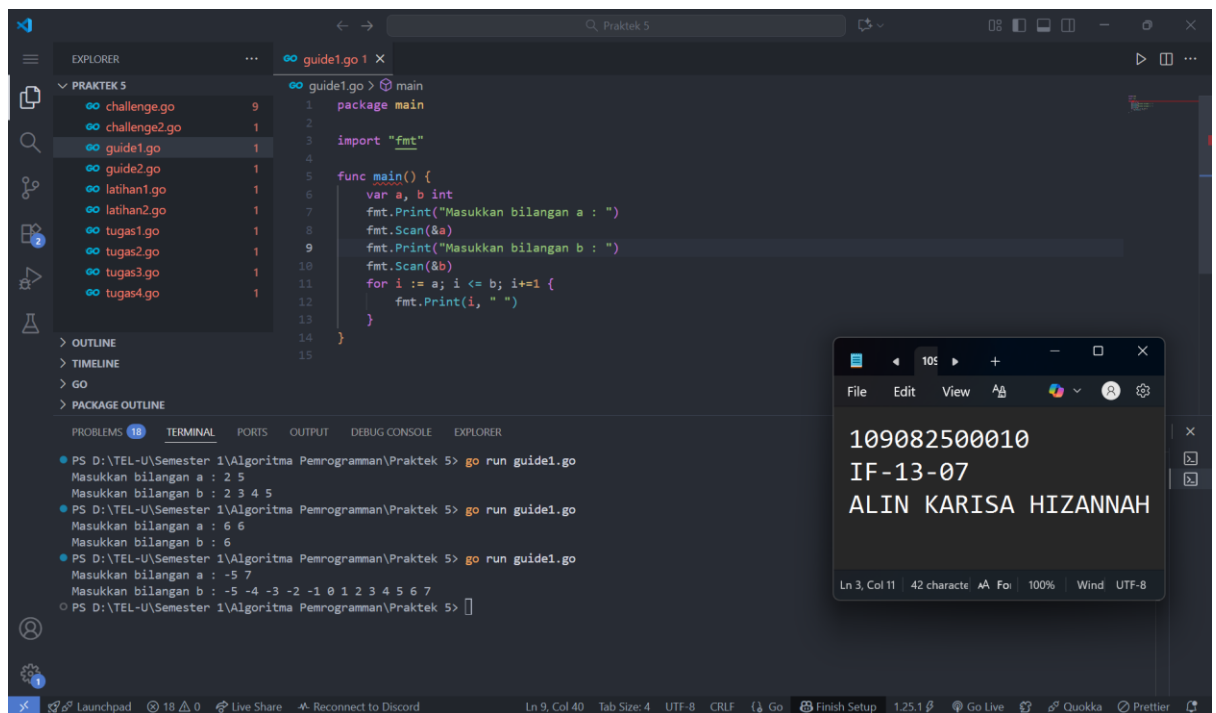 Praktek 5
EXPLORER
guide1.go 1
PRAKTEK 5
challenge.go 9
challenge2.go 1
guide1.go 1
guide2.go 1
latihan1.go 1
latihan2.go 1
tugas1.go 1
tugas2.go 1
tugas3.go 1
tugas4.go 1
OUTLINE
TIMELINE
GO
PACKAGE OUTLINE
guide1.go > main
1 package main
2
3 import "fmt"
4
5 func main() {
6 var a, b int
7 fmt.Print("Masukkan bilangan a : ")
8 fmt.Scan(&a)
9 fmt.Print("Masukkan bilangan b : ")
10 fmt.Scan(&b)
11 for i := a; i <= b; i+=1 {
12 fmt.Print(i, " ")
13 }
14 }
15
PROBLEMS 18 TERMINAL PORTS OUTPUT DEBUG CONSOLE EXPLORER
PS D:\TEL-U\Semester 1\Algoritma Pemrogramman\Praktek 5> go run guide1.go
Masukkan bilangan a : 2 5
Masukkan bilangan b : 2 3 4 5
PS D:\TEL-U\Semester 1\Algoritma Pemrogramman\Praktek 5> go run guide1.go
Masukkan bilangan a : 6 6
Masukkan bilangan b : 6
PS D:\TEL-U\Semester 1\Algoritma Pemrogramman\Praktek 5> go run guide1.go
Masukkan bilangan a : -5 7
Masukkan bilangan b : -5 -4 -3 -2 -1 0 1 2 3 4 5 6 7
PS D:\TEL-U\Semester 1\Algoritma Pemrogramman\Praktek 5>
File Edit View
109082500010
IF-13-07
ALIN KARISA HIZANNAH
Ln 3, Col 11 42 characte 100% Wind UTF-8
2
1
Launchpad 18 0 Live Share Reconnect to Discord Ln 9, Col 40 Tab Size: 4 UTF-8 CRLF Go Finish Setup 1.25.1 Go Live Quokka Prettier